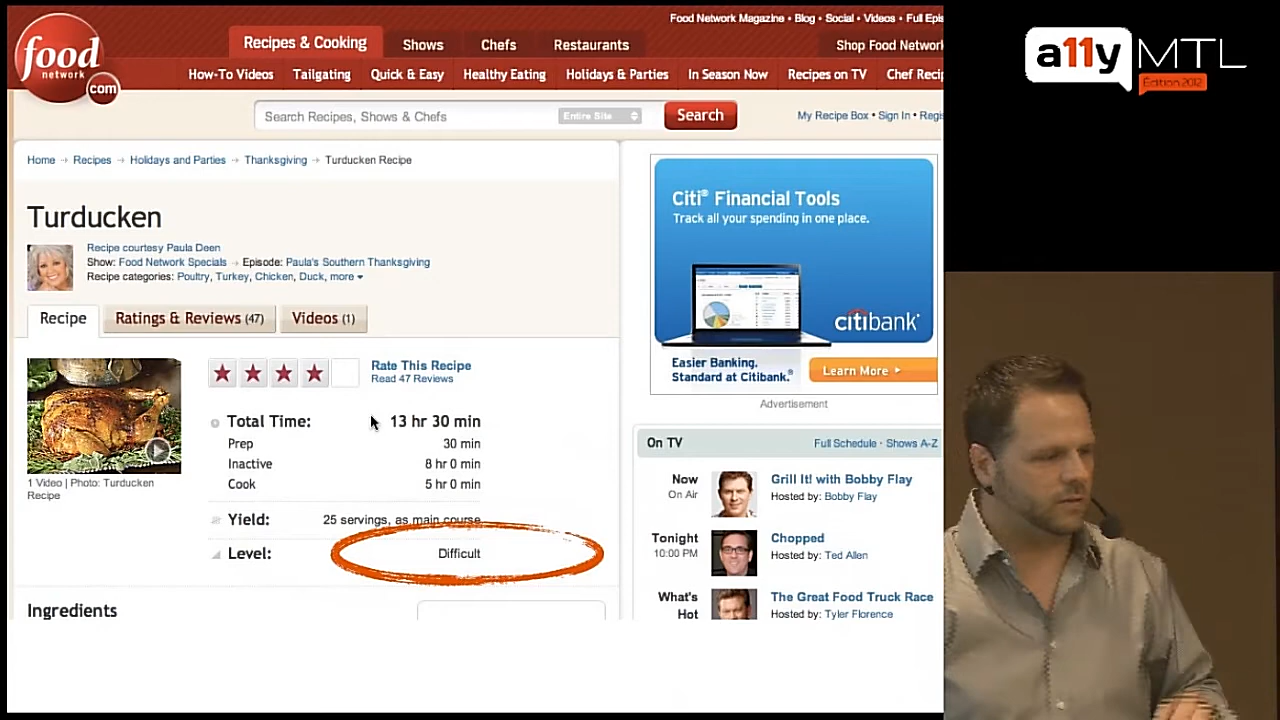 food
network
.com
Food Network Magazine • Blog • Social • Videos • Full
Recipes & Cooking
Shows
Chefs
Restaurants
Shop Food
How-To Videos
Tailgating
Quick & Easy
Healthy Eating
Holidays & Parties
In Season Now
Recipes on TV
Chef
Search Recipes, Shows & Chefs
Entire Site
Search
My Recipe Box • Sign In •
Home → Recipes → Holidays and Parties → Thanksgiving → Turducken Recipe
Turducken
Recipe courtesy Paula Deen
Show: Food Network Specials → Episode: Paula's Southern Thanksgiving
Recipe categories: Poultry, Turkey, Chicken, Duck, more
Recipe
Ratings & Reviews (47)
Videos (1)
Rate This Recipe
Read 47 Reviews
Total Time: 13 hr 30 min
Prep 30 min
Inactive 8 hr 0 min
Cook 5 hr 0 min
1 Video | Photo: Turducken
Recipe
Yield: 25 servings, as main course
Level: Difficult
Ingredients
Citi® Financial Tools
Track all your spending in one place.
citibank
Easier Banking.
Standard at Citibank.®
Learn More
Advertisement
On TV
Full Schedule • Shows A-Z
Now
On Air
Grill It! with Bobby Flay
Hosted by: Bobby Flay
Tonight
10:00 PM
Chopped
Hosted by: Ted Allen
What's
Hot
The Great Food Truck Race
Hosted by: Tyler Florence
a11y MTL
Édition 2012